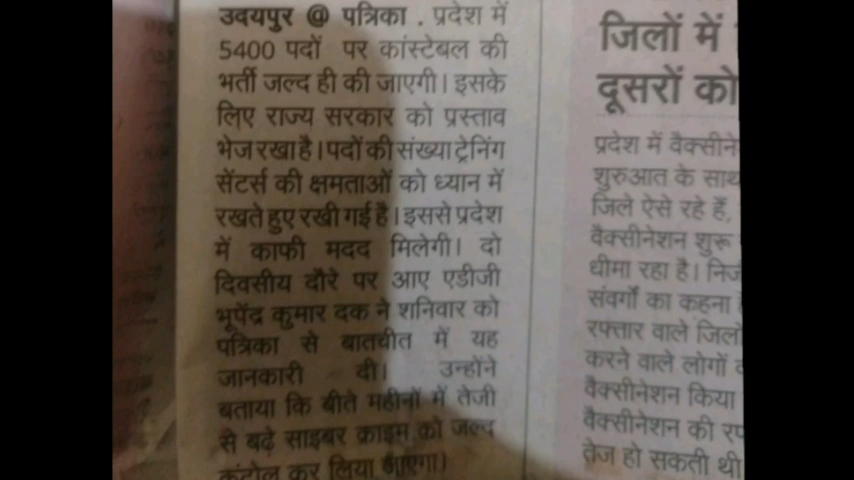 उदयपुर @ पत्रिका . प्रदेश में
5400 पदों पर कांस्टेबल की
भर्ती जल्द ही की जाएगी। इसके
लिए राज्य सरकार को प्रस्ताव
भेज रखा है। पदों की संख्या ट्रेनिंग
सेंटर्स की क्षमताओं को ध्यान में
रखते हुए रखी गई है। इससे प्रदेश
में काफी मदद मिलेगी। दो
दिवसीय दौरे पर आए एडीजी
भूपेंद्र कुमार दक ने शनिवार को
पत्रिका से बातचीत में यह
जानकारी दी। उन्होंने
बताया कि बीते महीनों में तेजी
से बढ़े साइबर क्राइम को जल्द
कंट्रोल कर लिया जाएगा।
जिलों में
दूसरों को
प्रदेश में वैक्सीने
शुरुआत के साथ
जिले ऐसे रहे हैं,
वैक्सीनेशन शुरू
धीमा रहा है।
संवर्गों का कहना
रफ्तार वाले जिलों
करने वाले लोगों
वैक्सीनेशन किया
वैक्सीनेशन की
तेज हो सकती थी